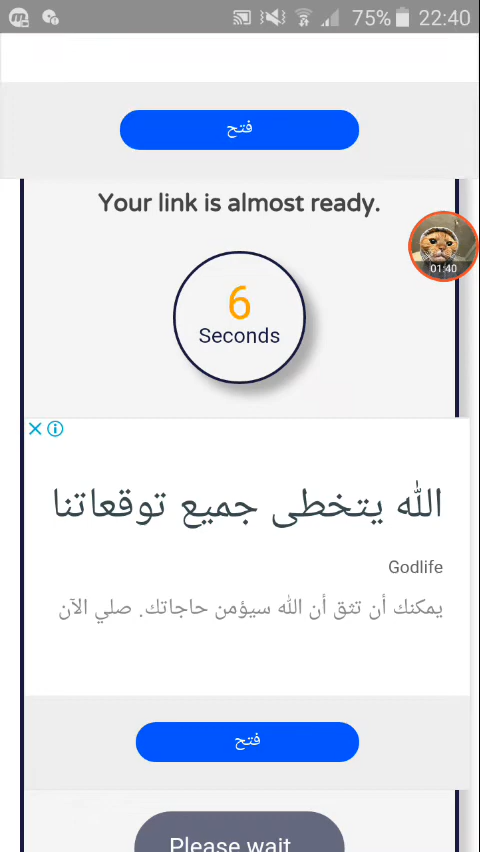 75% 22:40
فتح
Your link is almost ready.
01:40
6
Seconds
الله يتخطى جميع توقعاتنا
Godlife
يمكنك أن تثق أن الله سيؤمن حاجاتك. صلي الآن
فتح
Please wait